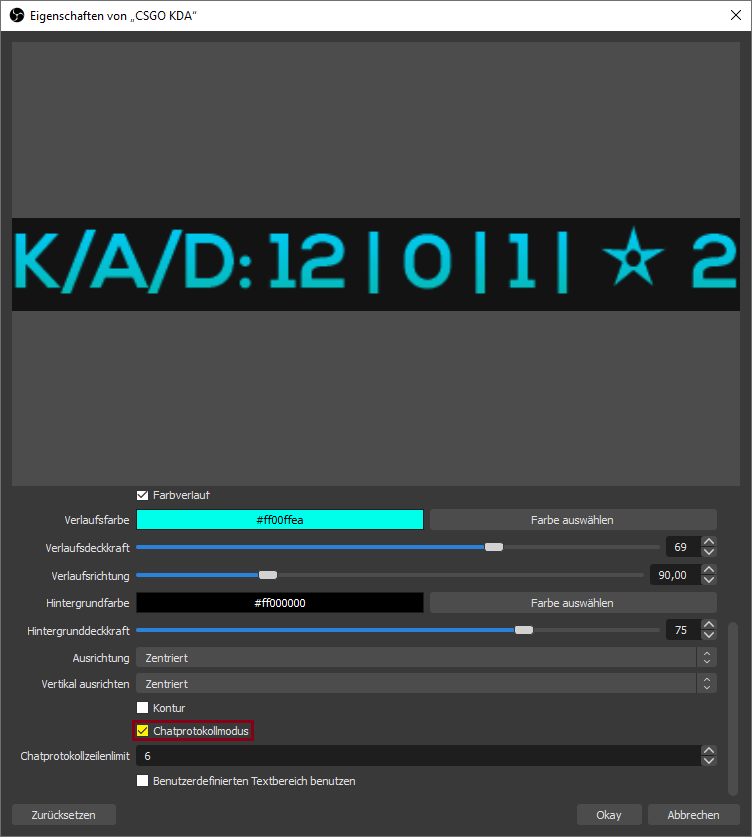 Eigenschaften von „CSGO KDA“
K/A/D: 12 | 0 | 1 | ★ 2
Farbverlauf
Verlaufsfarbe #ff00ffea Farbe auswählen
Verlaufsdeckkraft 69
Verlaufsrichtung 90,00
Hintergrundfarbe #ff000000 Farbe auswählen
Hintergrunddeckkraft 75
Ausrichtung Zentriert
Vertikal ausrichten Zentriert
Kontur
Chatprotokollmodus
Chatprotokollzeilenlimit 6
Benutzerdefinierten Textbereich benutzen
Zurücksetzen Okay Abbrechen